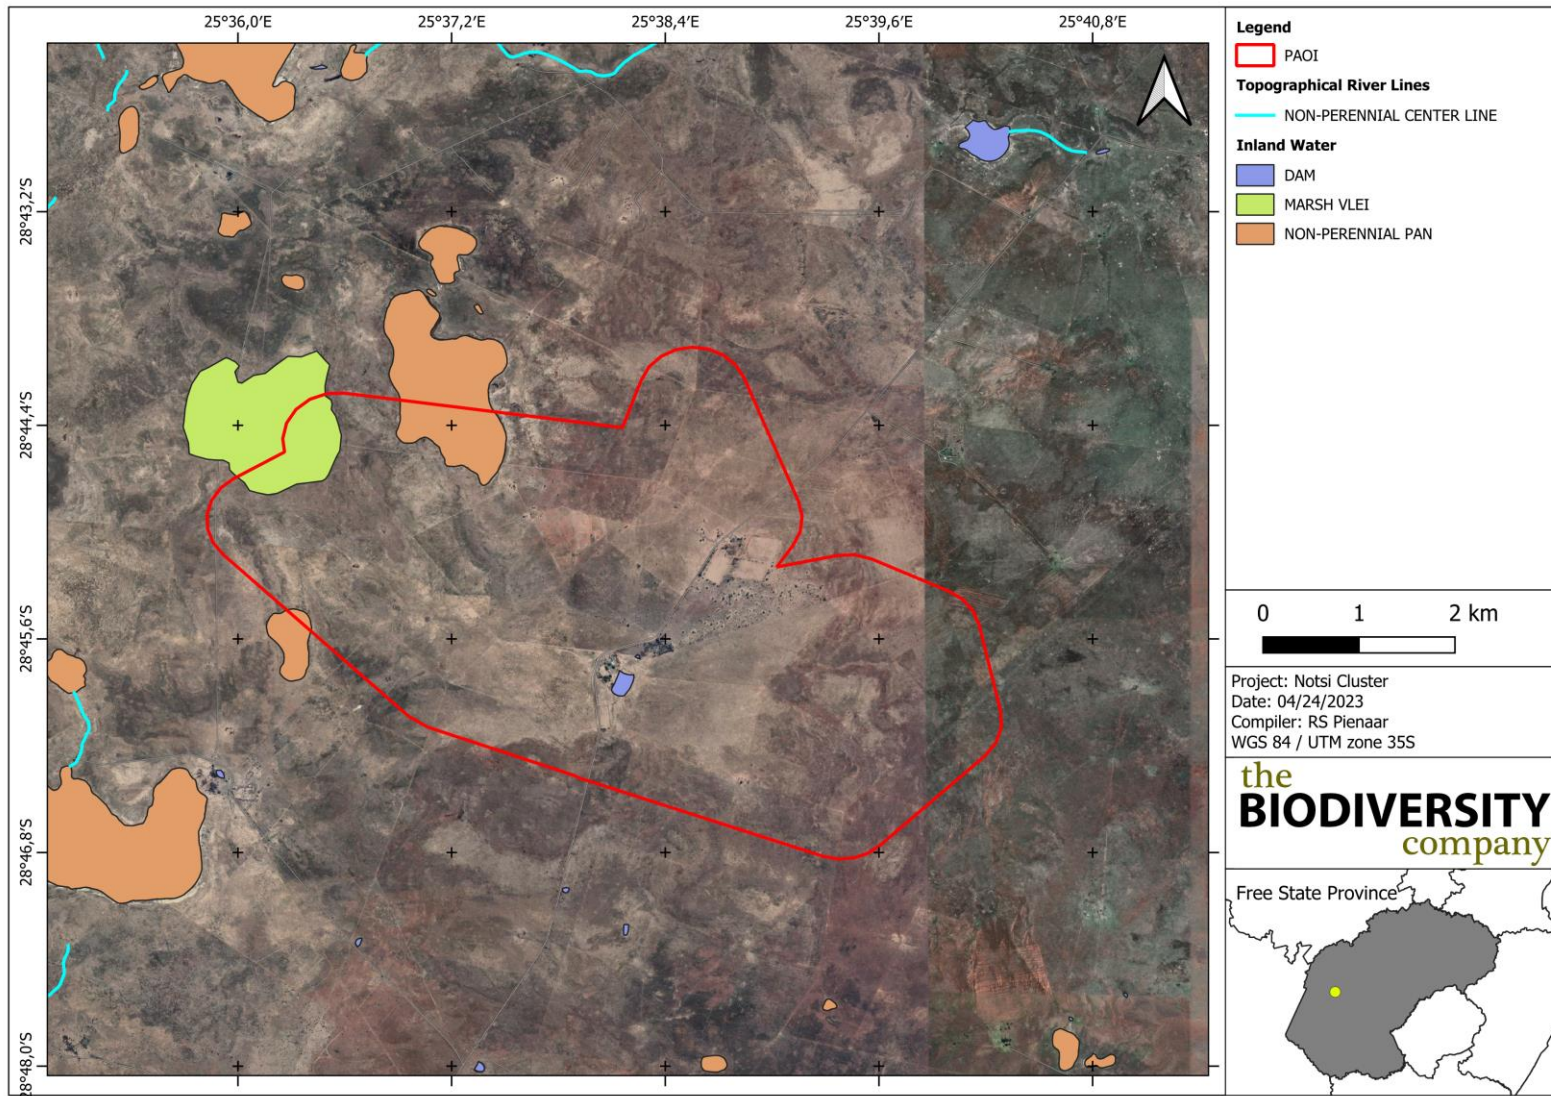 25°36,0′E 25°37,2′E 25°38,4′E 25°39,6′E 25°40,8′E
28°43,2′S
28°44,4′S
28°45,6′S
28°46,8′S
28°48,0′S
Legend
PAOI
Topographical River Lines
NON-PERENNIAL CENTER LINE
Inland Water
DAM
MARSH VLEI
NON-PERENNIAL PAN
0 1 2 km
Project: Notsi Cluster
Date: 04/24/2023
Compiler: RS Pienaar
WGS 84 / UTM zone 35S
the
BIODIVERSITY
company
Free State Province